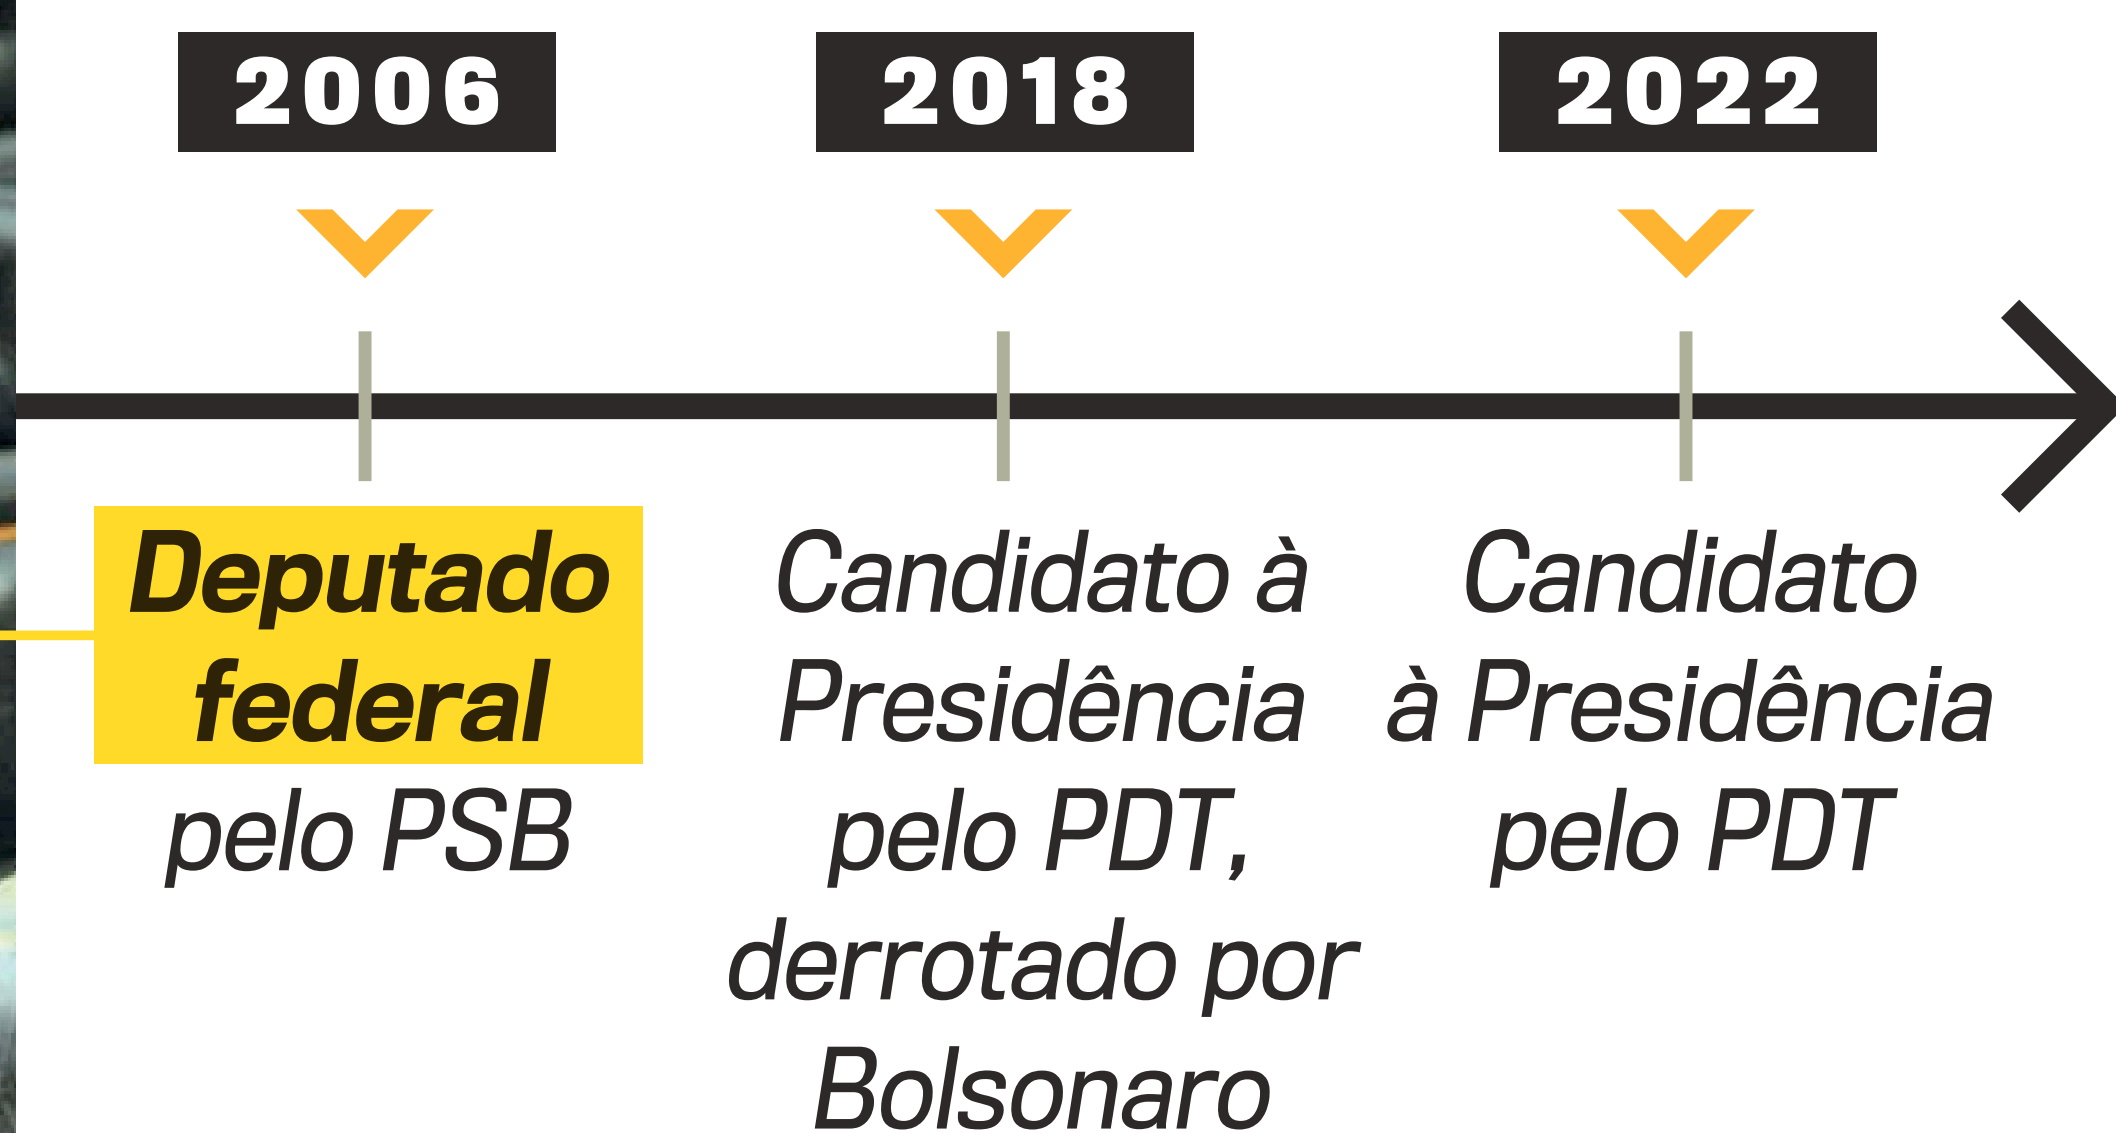 2006
Deputado
federal
pelo PSB
2018
Candidato à
Presidência
pelo PDT,
derrotado por
Bolsonaro
2022
Candidato
à Presidência
pelo PDT